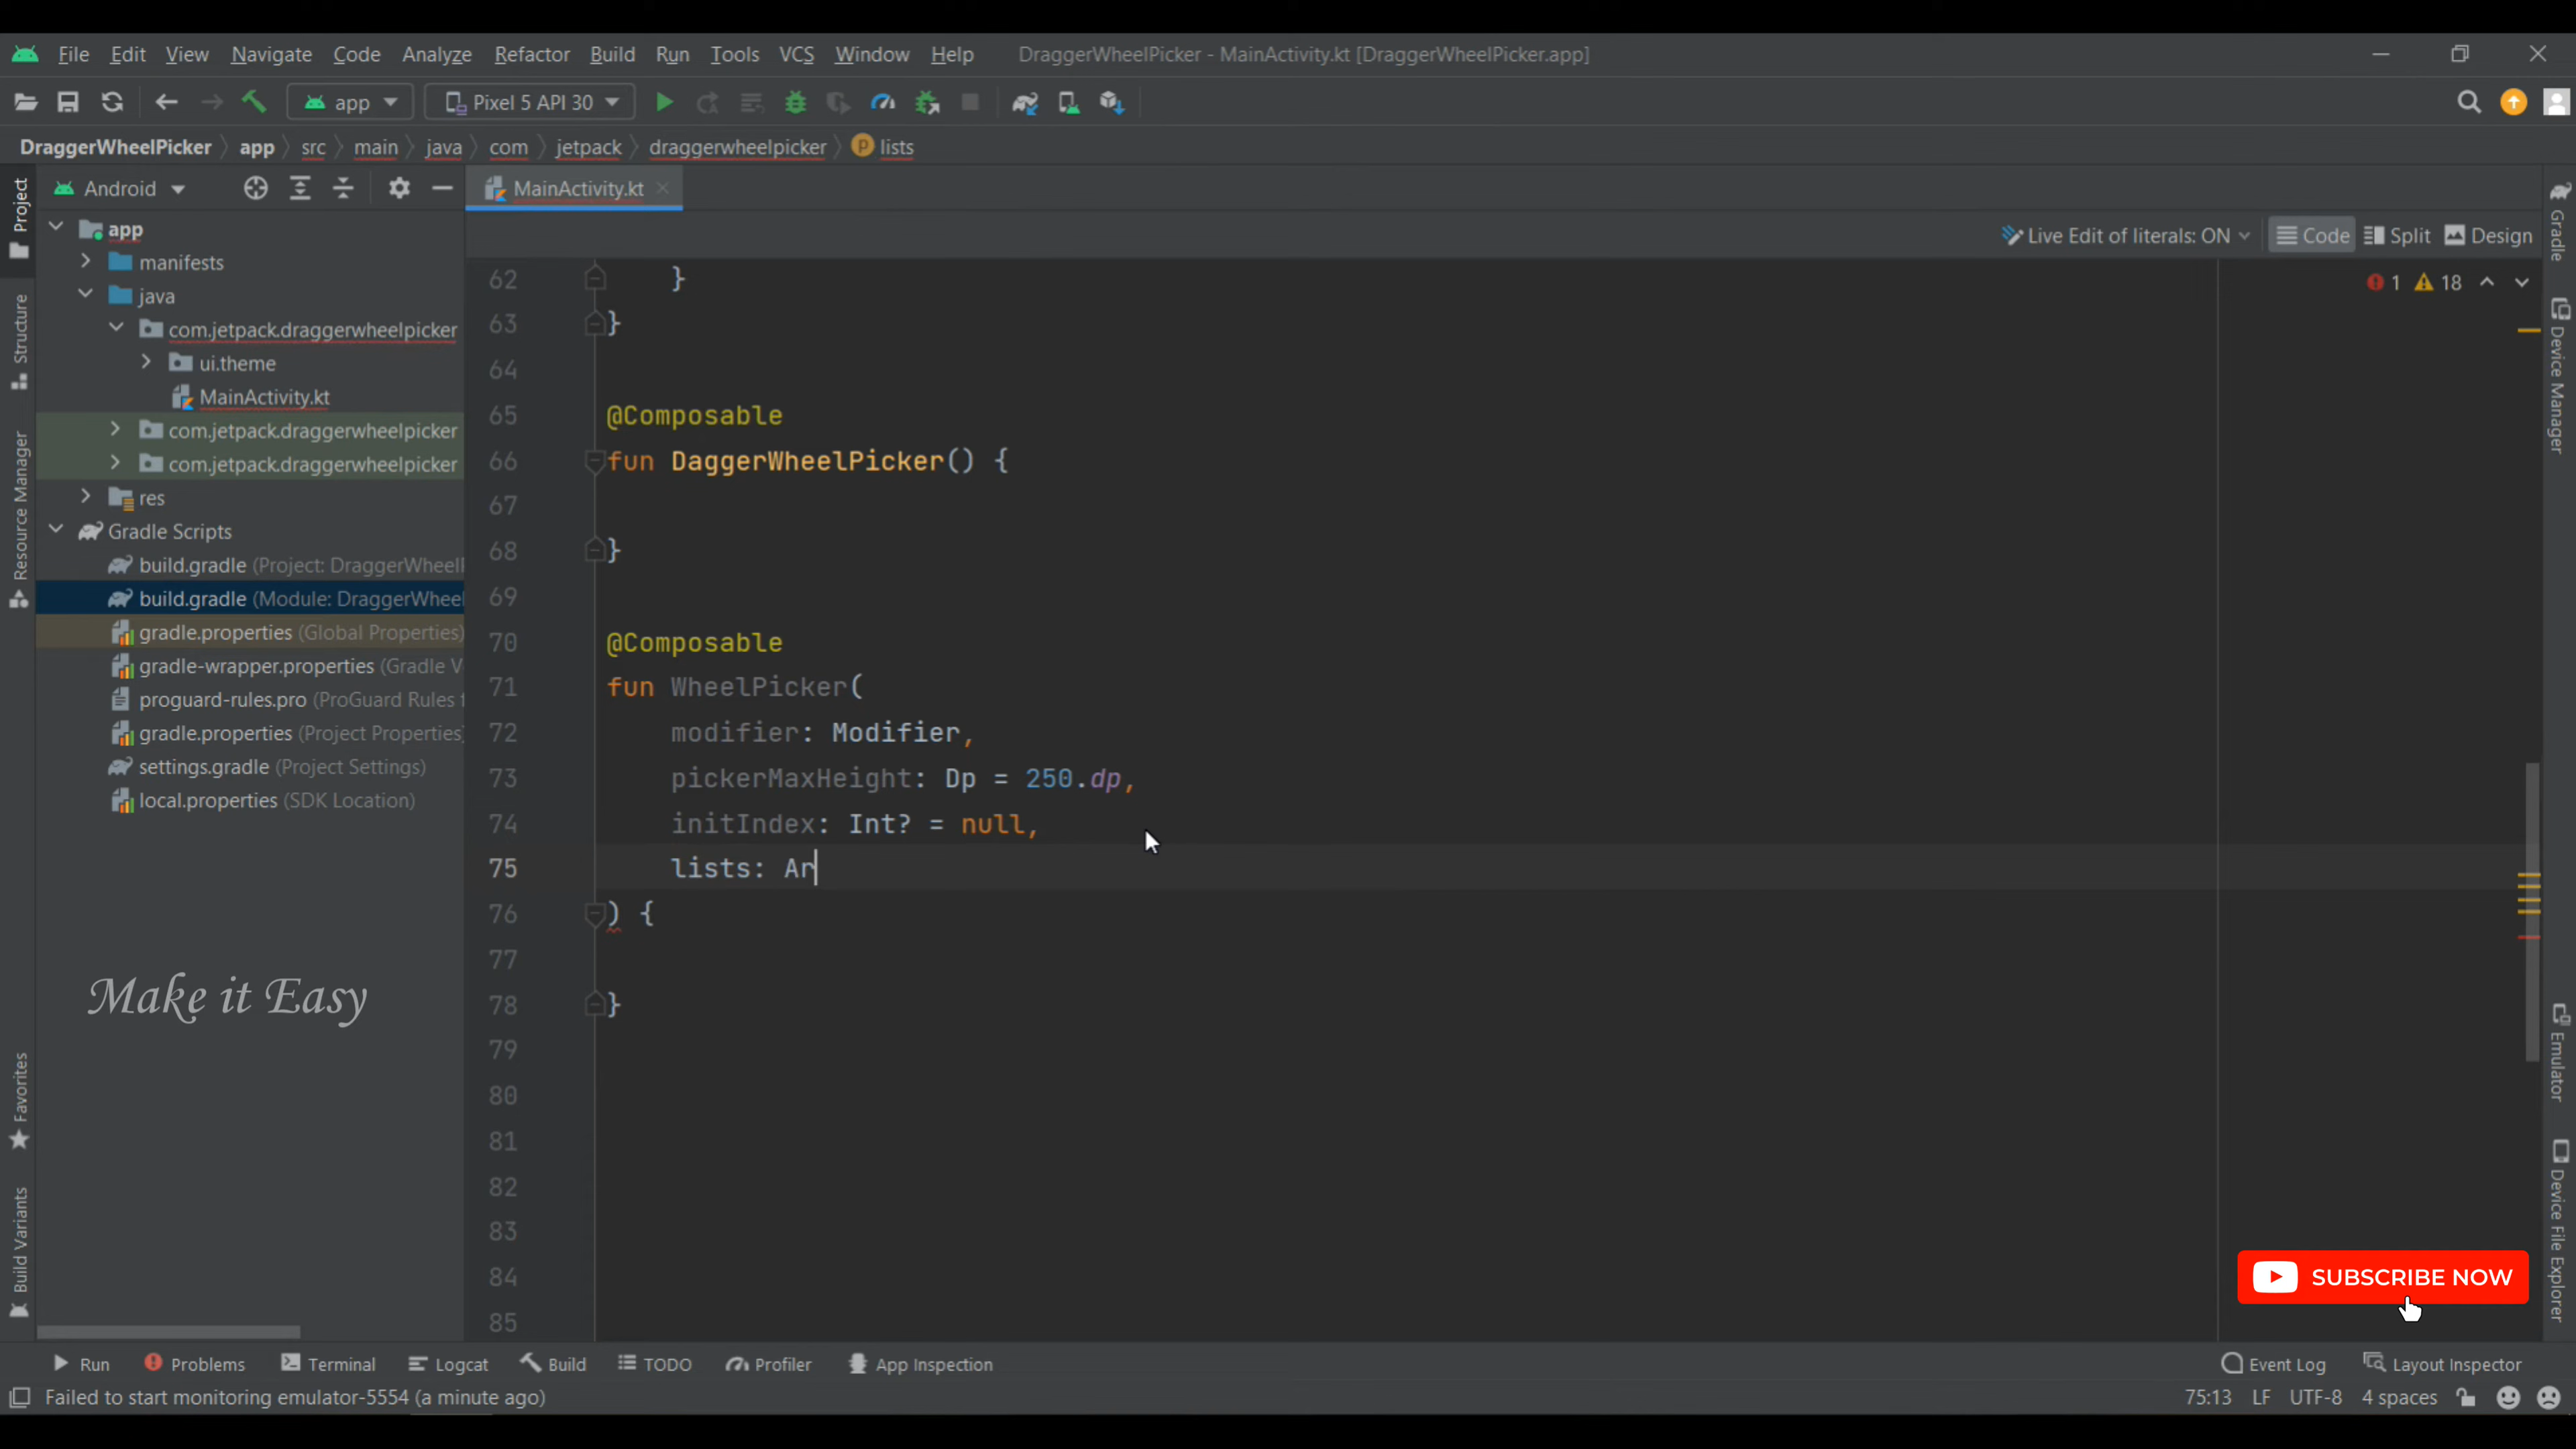 File Edit View Navigate Code Analyze Refactor Build Run Tools VCS Window Help DraggerWheelPicker - MainActivity.kt [DraggerWheelPicker.app]
app Pixel 5 API 30
DraggerWheelPicker app src main java com jetpack draggerwheelpicker p lists
Android MainActivity.kt
Live Edit of literals: ON Code Split Design
Project
Structure
Resource Manager
Favorites
Build Variants
app
manifests
java
com.jetpack.draggerwheelpicker
ui.theme
MainActivity.kt
com.jetpack.draggerwheelpicker
com.jetpack.draggerwheelpicker
res
Gradle Scripts
build.gradle (Project: DraggerWheel
build.gradle (Module: DraggerWheel
gradle.properties (Global Properties)
gradle-wrapper.properties (Gradle V
proguard-rules.pro (ProGuard Rules
gradle.properties (Project Properties)
settings.gradle (Project Settings)
local.properties (SDK Location)
Make it Easy
1 18
62 }
63 }
64
65 @Composable
66 fun DaggerWheelPicker() {
67
68 }
69
70 @Composable
71 fun WheelPicker(
72 modifier: Modifier,
73 pickerMaxHeight: Dp = 250.dp,
74 initIndex: Int? = null,
75 lists: Ar
76 ) {
77
78 }
79
80
81
82
83
84
85
Gradle
Device Manager
Emulator
Device File Explorer
SUBSCRIBE NOW
Run Problems Terminal Logcat Build TODO Profiler App Inspection Event Log Layout Inspector
Failed to start monitoring emulator-5554 (a minute ago) 75:13 LF UTF-8 4 spaces